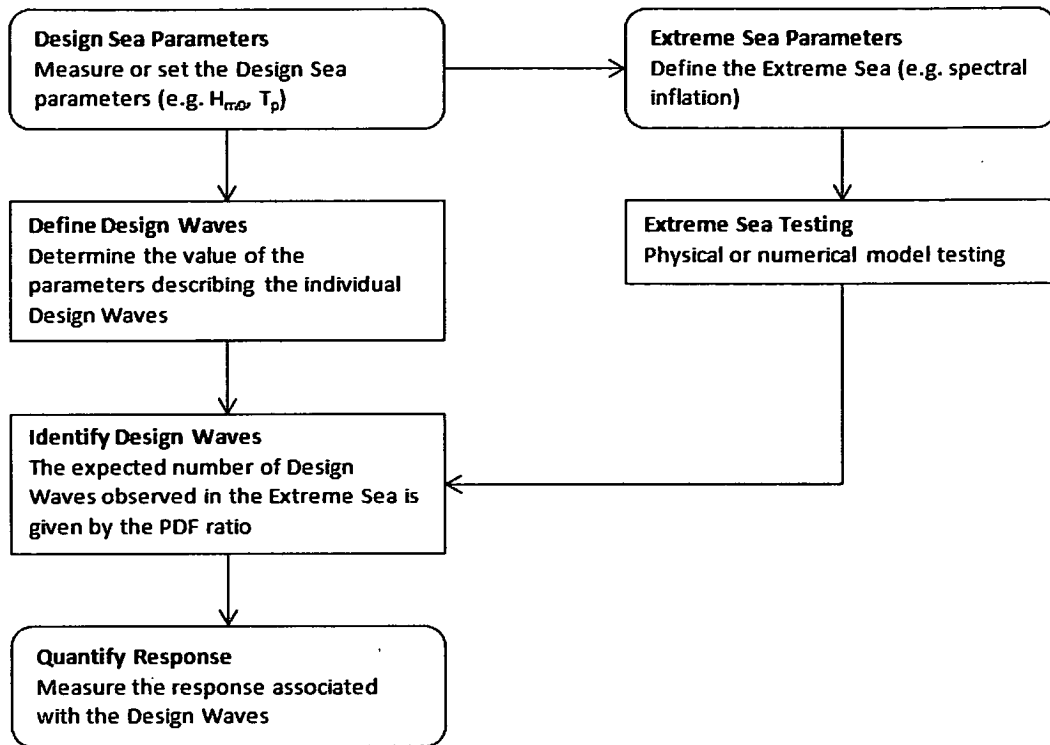 Design Sea Parameters
Measure or set the Design Sea
parameters (e.g. Hm0, Tp)
Extreme Sea Parameters
Define the Extreme Sea (e.g. spectral
inflation)
Define Design Waves
Determine the value of the
parameters describing the individual
Design Waves
Extreme Sea Testing
Physical or numerical model testing
Identify Design Waves
The expected number of Design
Waves observed in the Extreme Sea is
given by the PDF ratio
Quantify Response
Measure the response associated
with the Design Waves